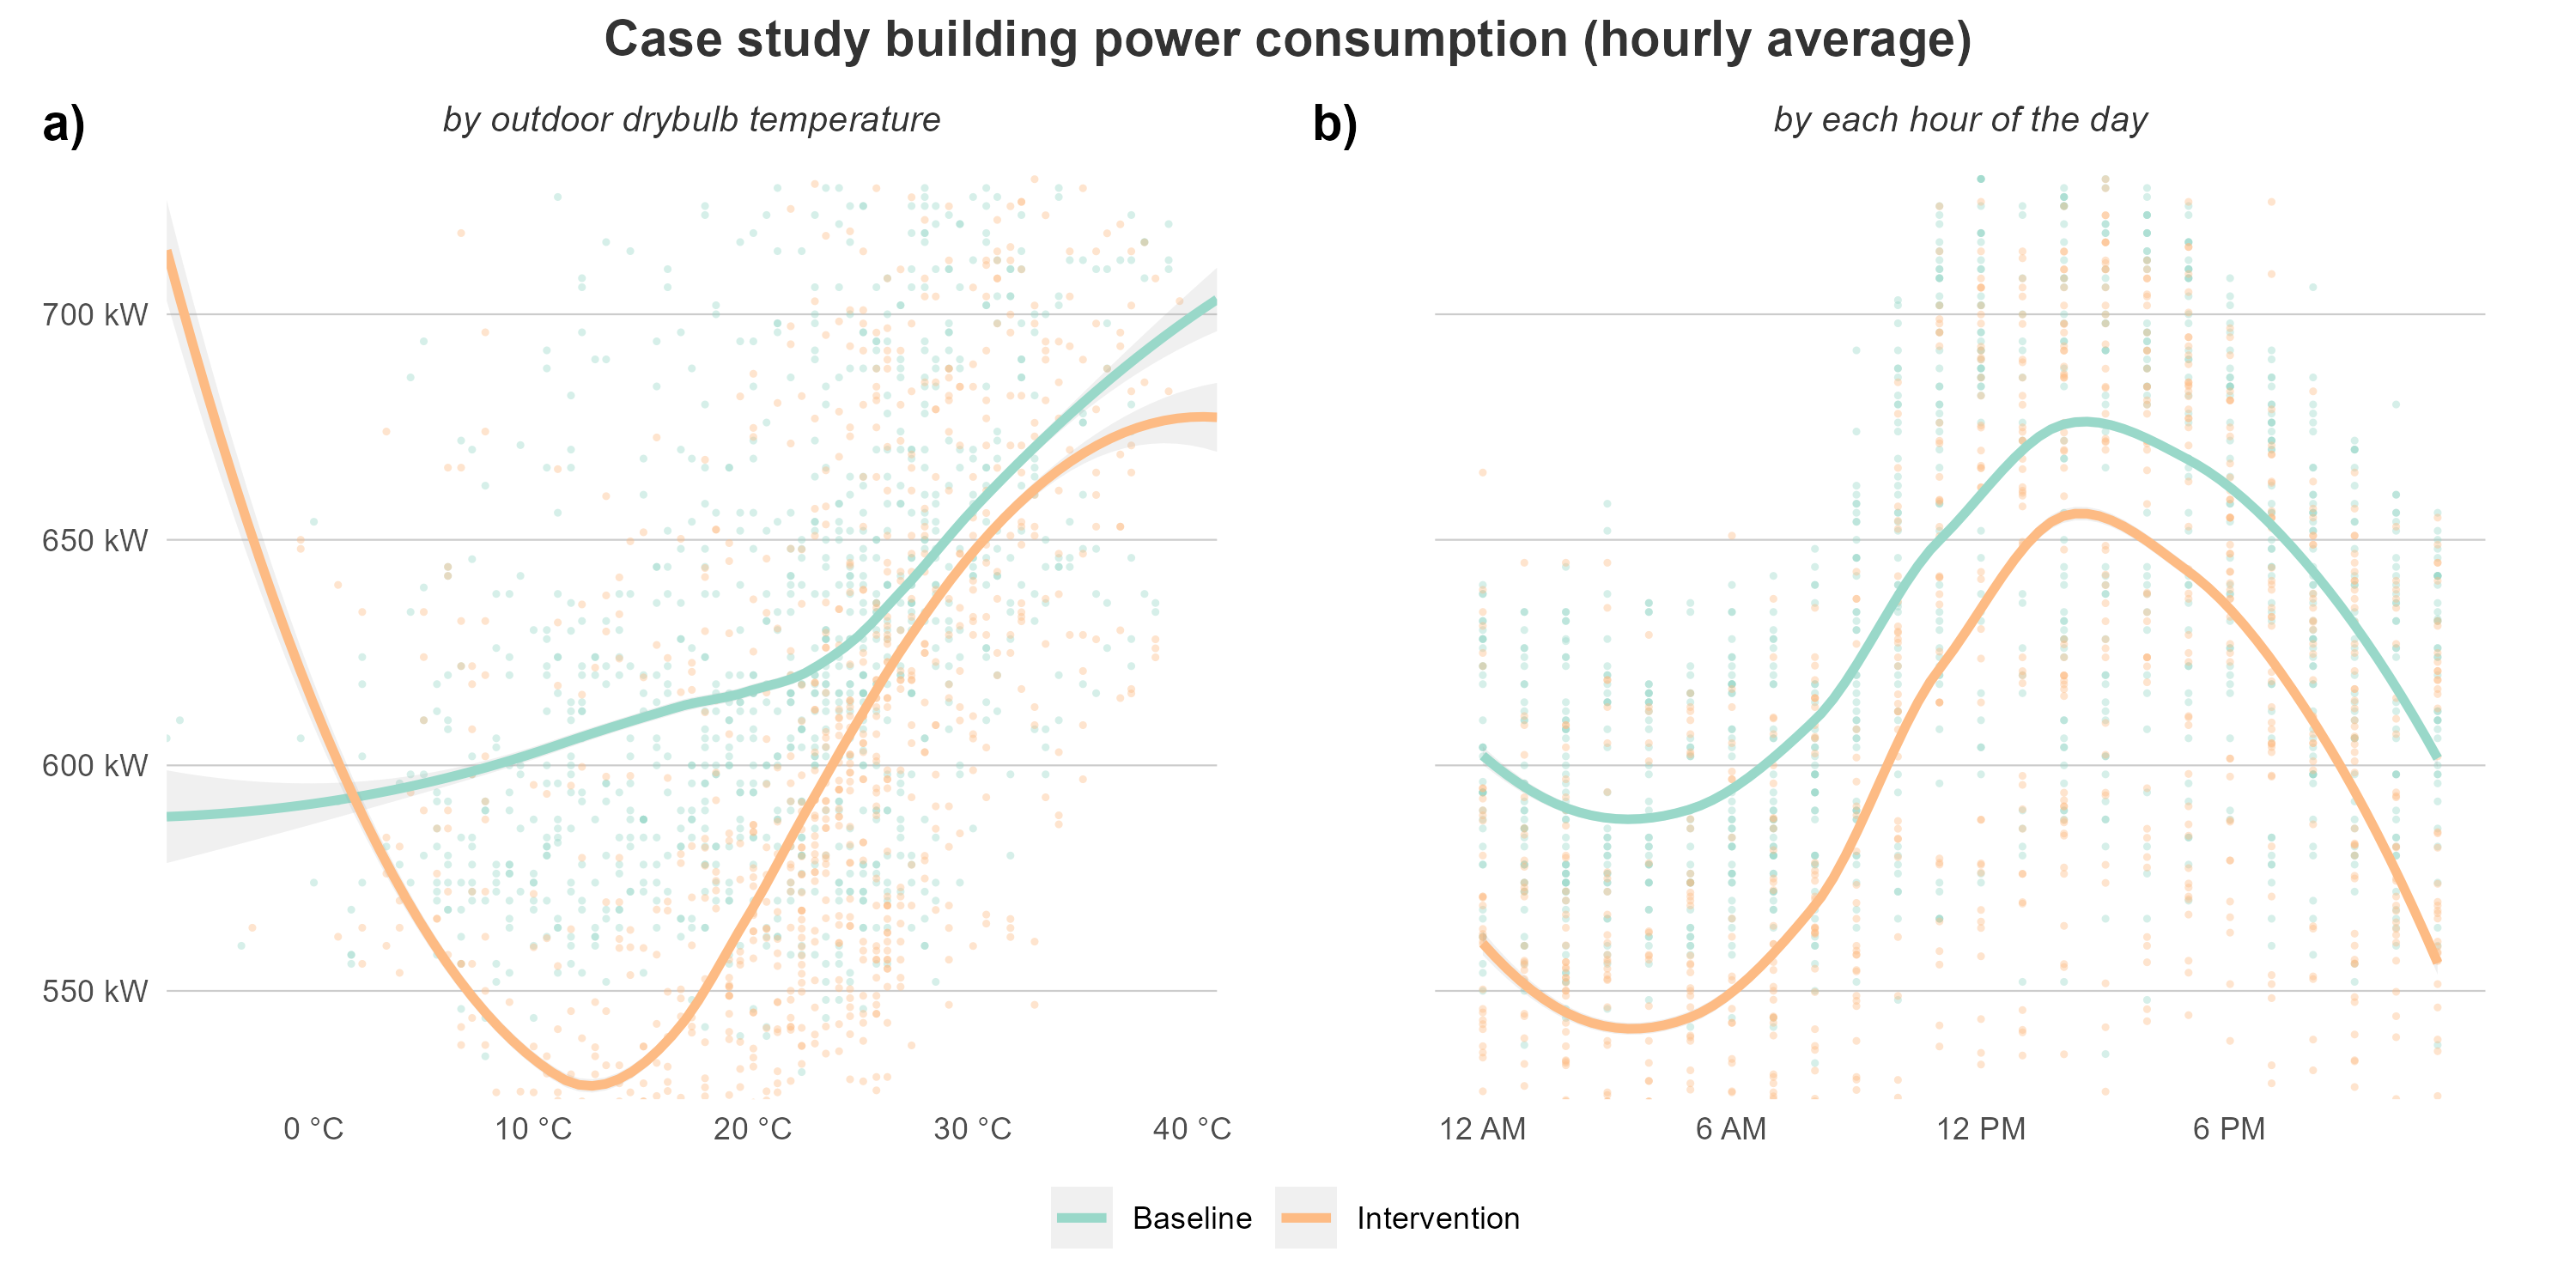 Case study building power consumption (hourly average)
a)
by outdoor drybulb temperature
700 kW
650 kW
600 kW
550 kW
0 °C 10 °C 20 °C 30 °C 40 °C
b)
by each hour of the day
12 AM 6 AM 12 PM 6 PM
Baseline Intervention